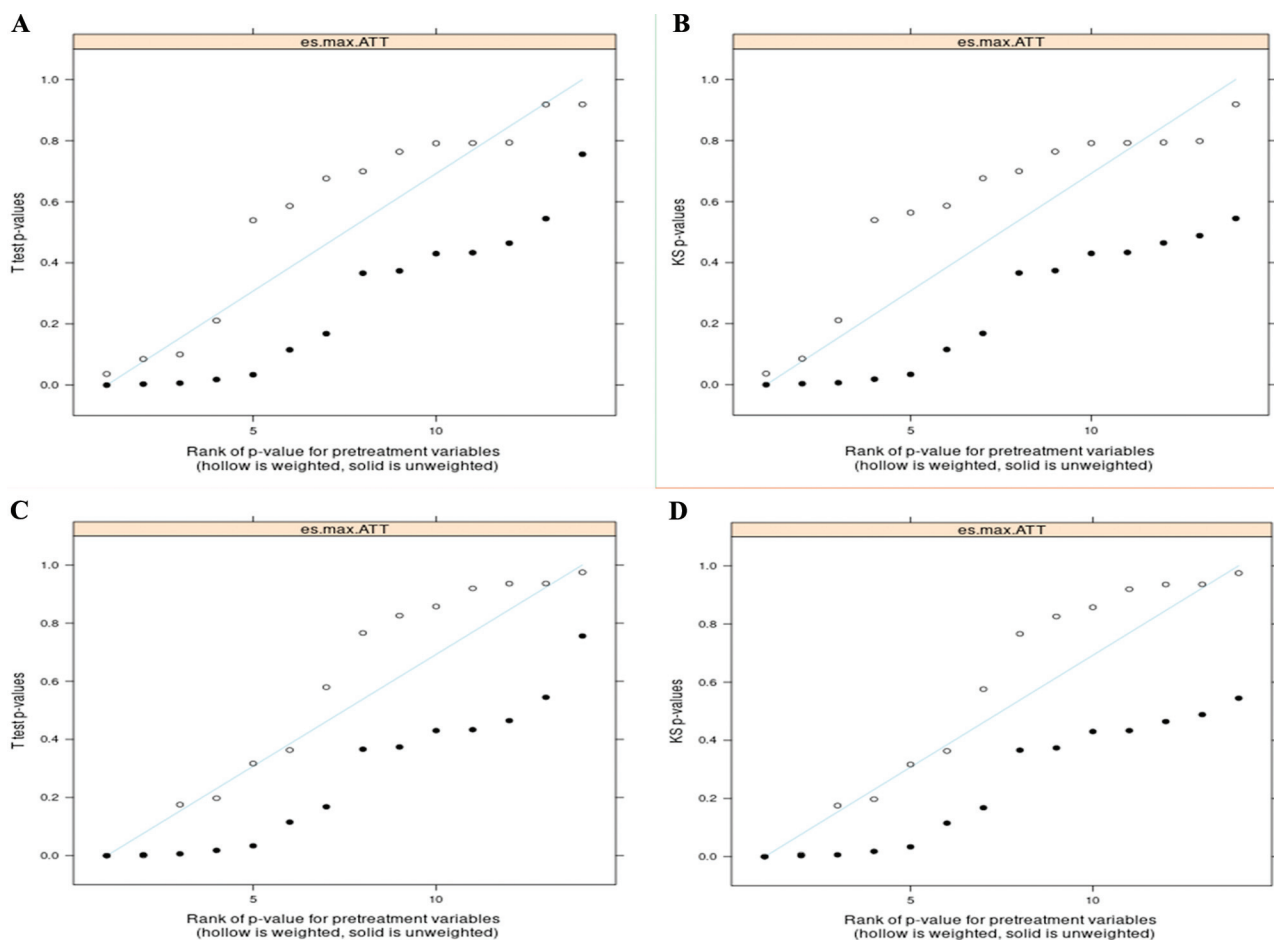 A
es.max.ATT
1.0
0.8
0.6
0.4
0.2
0.0
T test p-values
5
10
Rank of p-value for pretreatment variables
(hollow is weighted, solid is unweighted)
B
es.max.ATT
1.0
0.8
0.6
0.4
0.2
0.0
KS p-values
5
10
Rank of p-value for pretreatment variables
(hollow is weighted, solid is unweighted)
C
es.max.ATT
1.0
0.8
0.6
0.4
0.2
0.0
T test p-values
5
10
Rank of p-value for pretreatment variables
(hollow is weighted, solid is unweighted)
D
es.max.ATT
1.0
0.8
0.6
0.4
0.2
0.0
KS p-values
5
10
Rank of p-value for pretreatment variables
(hollow is weighted, solid is unweighted)